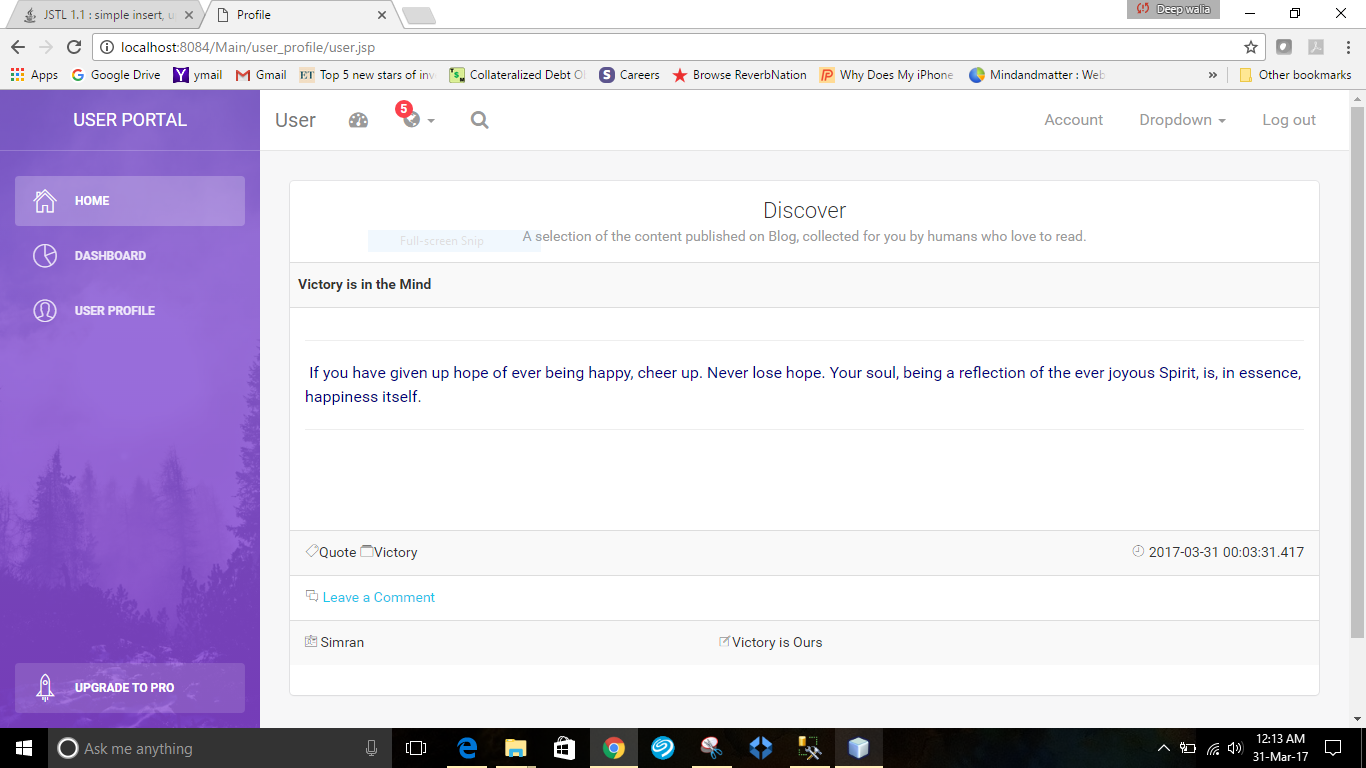 JSTL 1.1 : simple insert, u
Profile
Deep walia
localhost:8084/Main/user_profile/user.jsp
Apps
Google Drive
ymail
Gmail
Top 5 new stars of inv
Collateralized Debt O
Careers
Browse ReverbNation
Why Does My iPhone
Mindandmatter : Web
»
Other bookmarks
USER PORTAL
User
5
Account
Dropdown
Log out
HOME
DASHBOARD
USER PROFILE
UPGRADE TO PRO
Discover
Full-screen Snip
A selection of the content published on Blog, collected for you by humans who love to read.
Victory is in the Mind
If you have given up hope of ever being happy, cheer up. Never lose hope. Your soul, being a reflection of the ever joyous Spirit, is, in essence,
happiness itself.
Quote Victory
2017-03-31 00:03:31.417
Leave a Comment
Simran
Victory is Ours
Ask me anything
12:13 AM
31-Mar-17